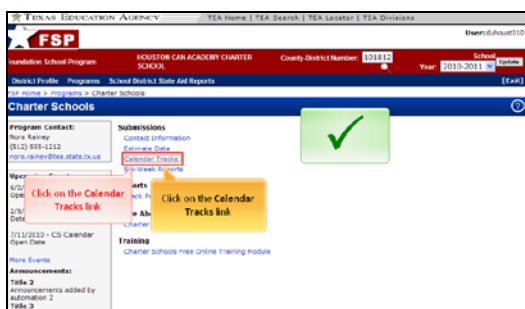 TEXAS EDUCATION AGENCY
TEA Home | TEA Search | TEA Locator | TEA Divisions
User: duhoust010
FSP
Foundation School Program
HOUSTON CAN ACADEMY CHARTER SCHOOL
County-District Number: 101812
School Year: 2010-2011 Update
District Profile Programs School District State Aid Reports [Exit]
FSP Home > Programs > Charter Schools
Charter Schools
Program Contact:
Nora Rainey
(512) 555-1212
nora.rainey@tea.state.tx.us
Submissions
Contact Information
Estimate Data
Calendar Tracks
Six-Week Reports
Click on the Calendar Tracks link
Click on the Calendar Tracks link
7/11/2010 - CS Calendar Open Date
More Events
Announcements:
Title 2
Announcements added by automation 2
Title 3
Training
Charter Schools Free Online Training Module